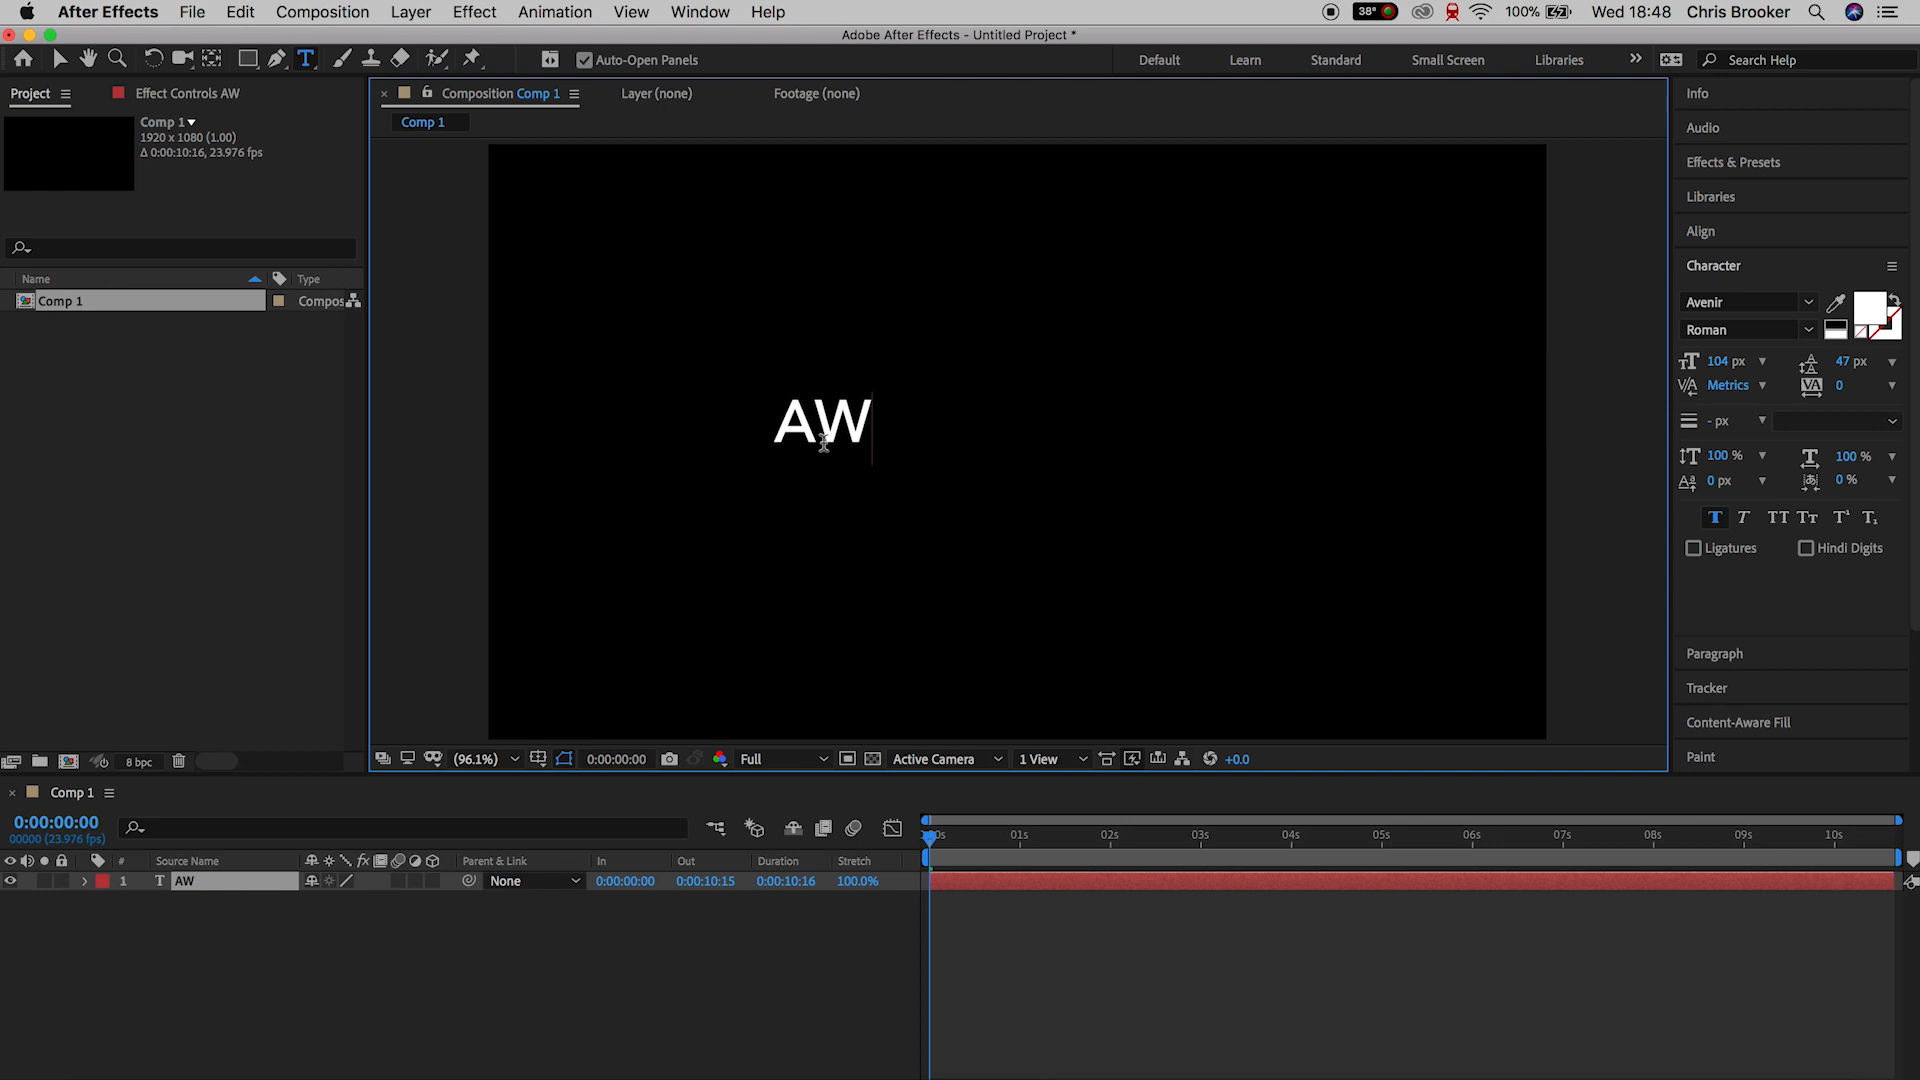 After Effects File Edit Composition Layer Effect Animation View Window Help 38° 100% Wed 18:48 Chris Brooker
Adobe After Effects - Untitled Project *
T Auto-Open Panels Default Learn Standard Small Screen Libraries Search Help
Project Effect Controls AW
Composition Comp 1 Layer (none) Footage (none)
Comp 1
Comp 1
1920 x 1080 (1.00)
Δ 0:00:10:16, 23.976 fps
Name Type
Comp 1 Compos
8 bpc
AW
(96.1%) 0:00:00:00 Full Active Camera 1 View +0.0
Info
Audio
Effects & Presets
Libraries
Align
Character
Avenir
Roman
104 px 47 px
Metrics 0
- px
100 % 100 %
0 px 0 %
T T TT Tт T¹ T₁
Ligatures Hindi Digits
Paragraph
Tracker
Content-Aware Fill
Paint
Comp 1
0:00:00:00
00000 (23.976 fps)
# Source Name fx Parent & Link In Out Duration Stretch
1 T AW None 0:00:00:00 0:00:10:15 0:00:10:16 100.0%
01s 02s 03s 04s 05s 06s 07s 08s 09s 10s